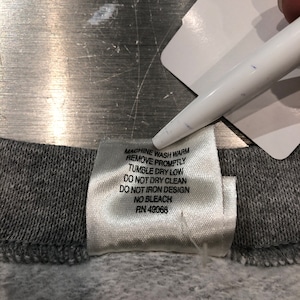 MACHINE WASH WARM
REMOVE PROMPTLY
TUMBLE DRY LOW
DO NOT DRY CLEAN
DO NOT IRON DESIGN
NO BLEACH
RN 49066